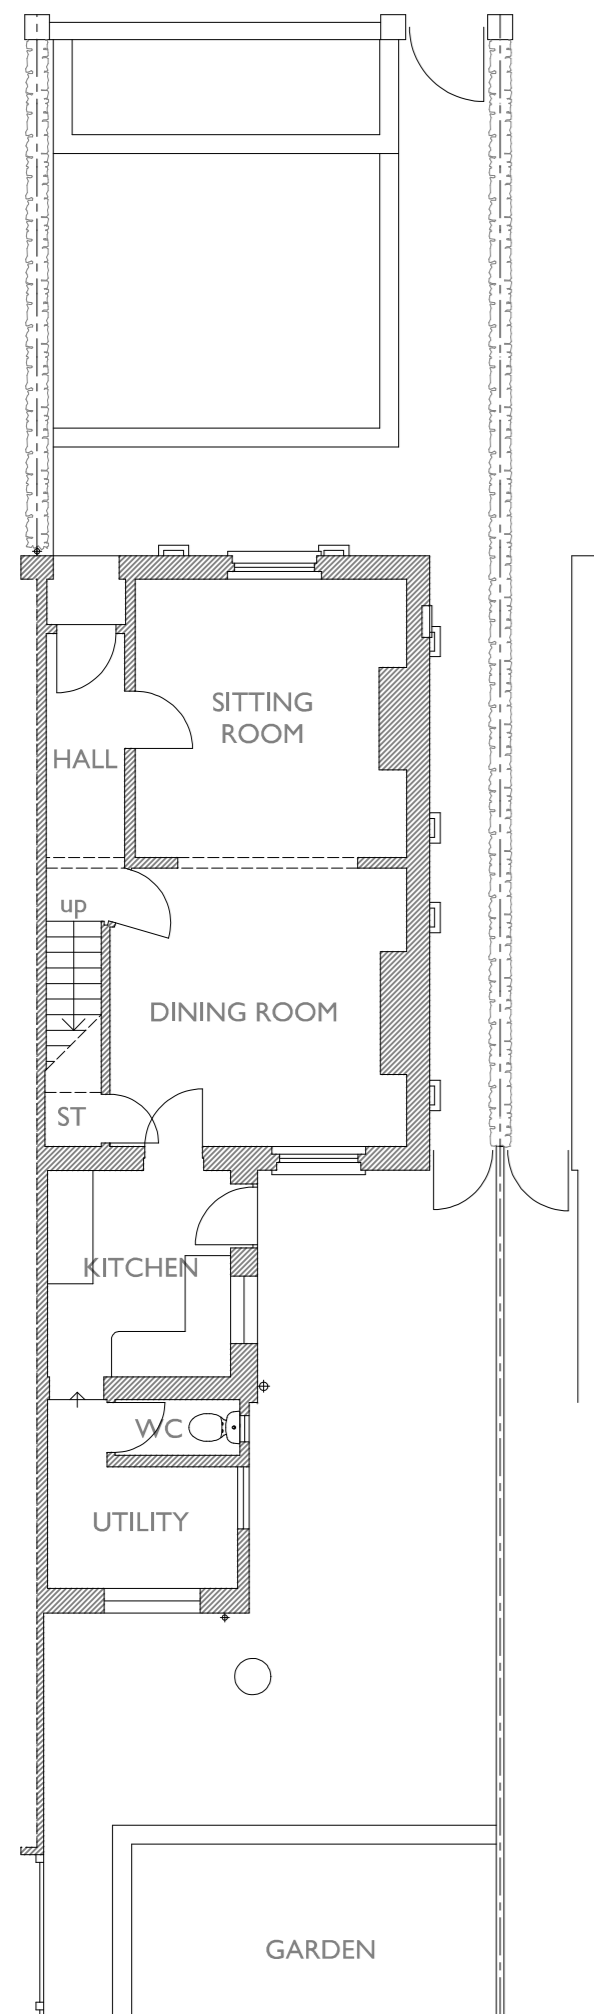 SITTING
ROOM
HALL
up
DINING ROOM
ST
KITCHEN
WC
UTILITY
GARDEN